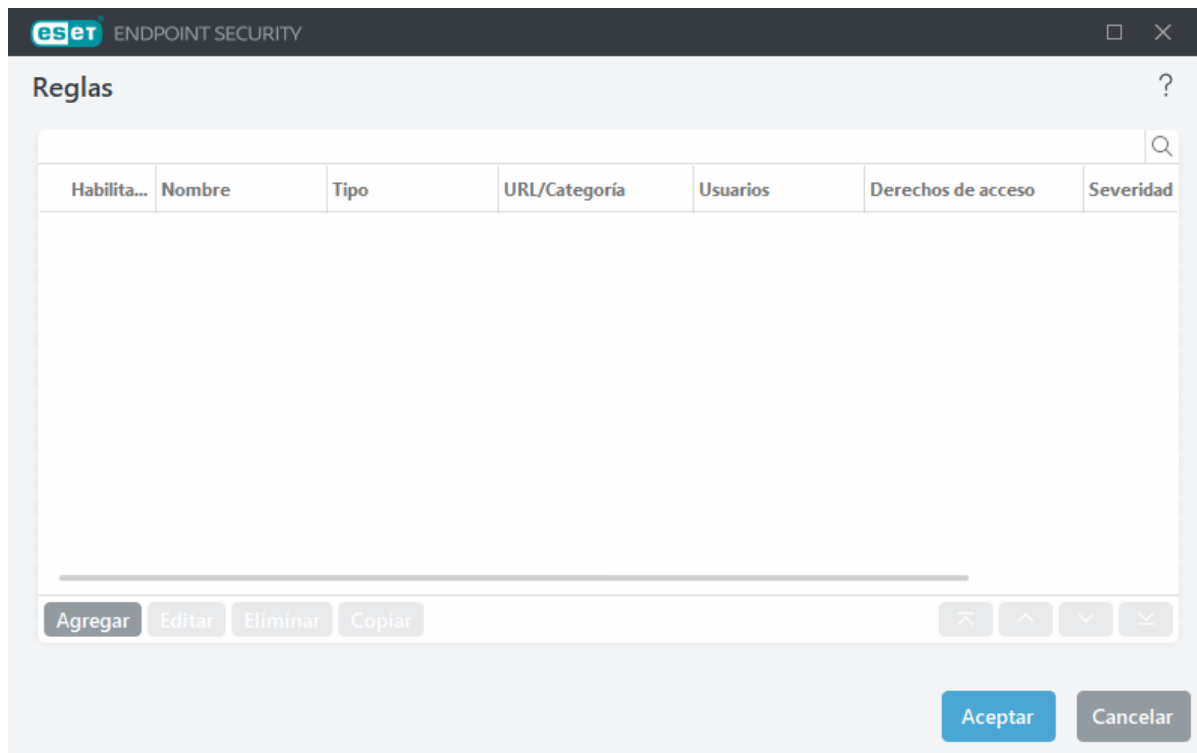 eset ENDPOINT SECURITY
Reglas
?
Habilita... Nombre Tipo URL/Categoría Usuarios Derechos de acceso Severidad
Agregar Editar Eliminar Copiar
Aceptar Cancelar